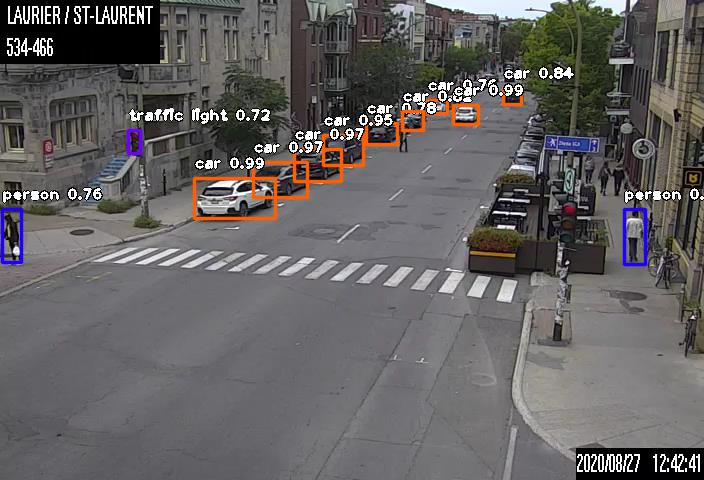 LAURIER / ST-LAURENT
534-466
car 0.84
car 0.99
car 0.78
car 0.95
traffic light 0.72
car 0.97
car 0.97
car 0.99
person 0.76
person 0.
2020/08/27 12:42:41